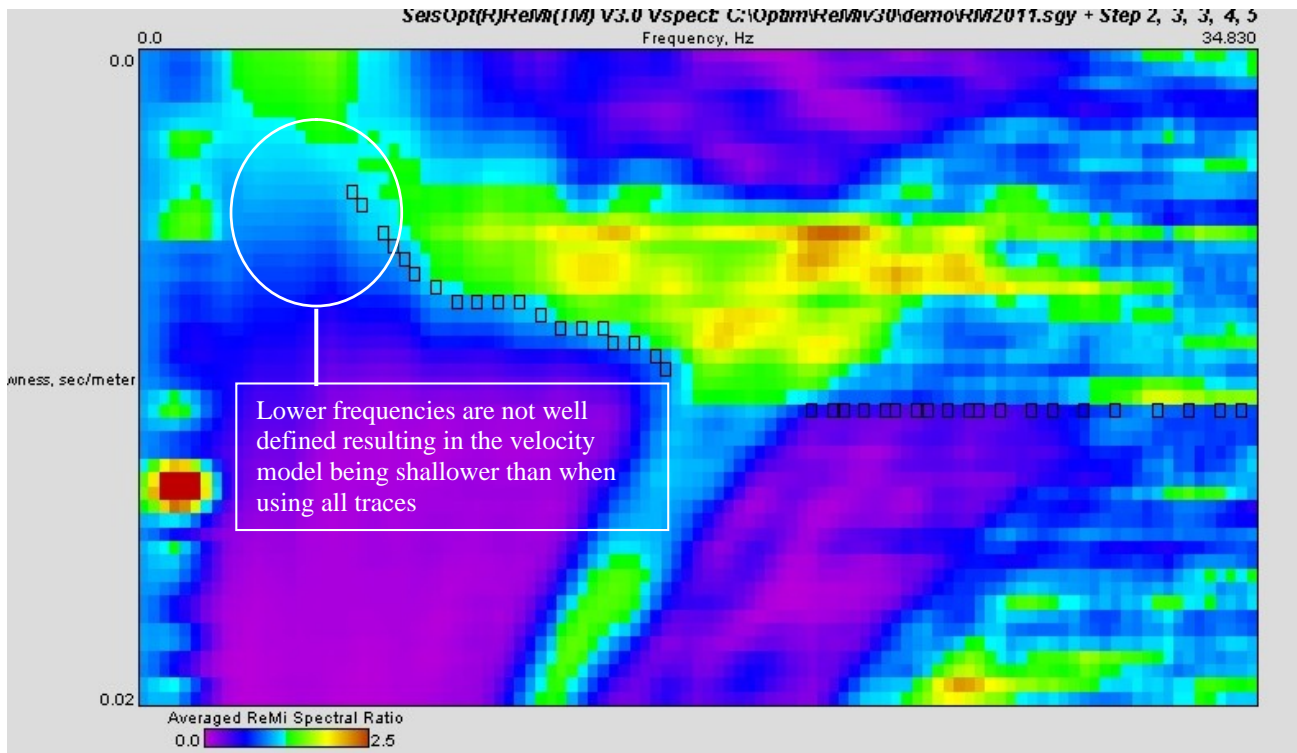 SeisOpt(R)ReMi(TM) V3.0 Vspect: C:\Optim\ReMiv30\demo\RM2011.sgy + Step 2, 3, 3, 4, 5
0.0 Frequency, Hz 34.830
0.0
wness, sec/meter
Lower frequencies are not well
defined resulting in the velocity
model being shallower than when
using all traces
0.02
Averaged ReMi Spectral Ratio
0.0 2.5